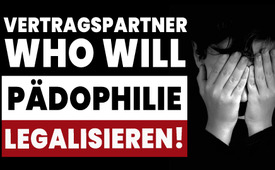 VERTRAGSPARTNER
WHO WILL
PÄDOPHILIE
LEGALISIEREN!